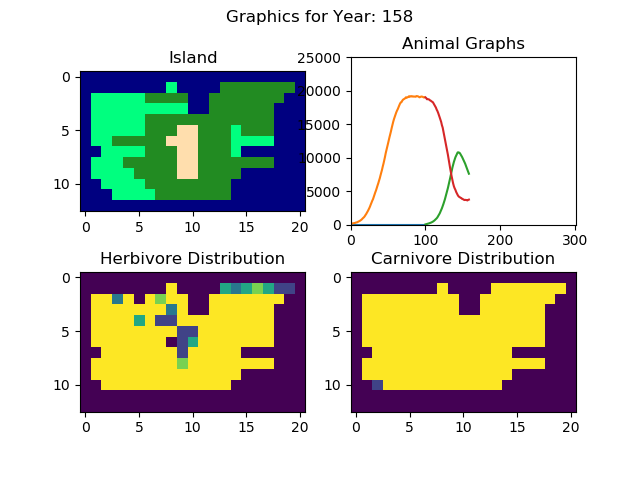 Graphics for Year: 158
Island
0
5
10
0 5 10 15 20
Animal Graphs
25000
20000
15000
10000
5000
0
0 100 200 300
Herbivore Distribution
0
5
10
0 5 10 15 20
Carnivore Distribution
0
5
10
0 5 10 15 20